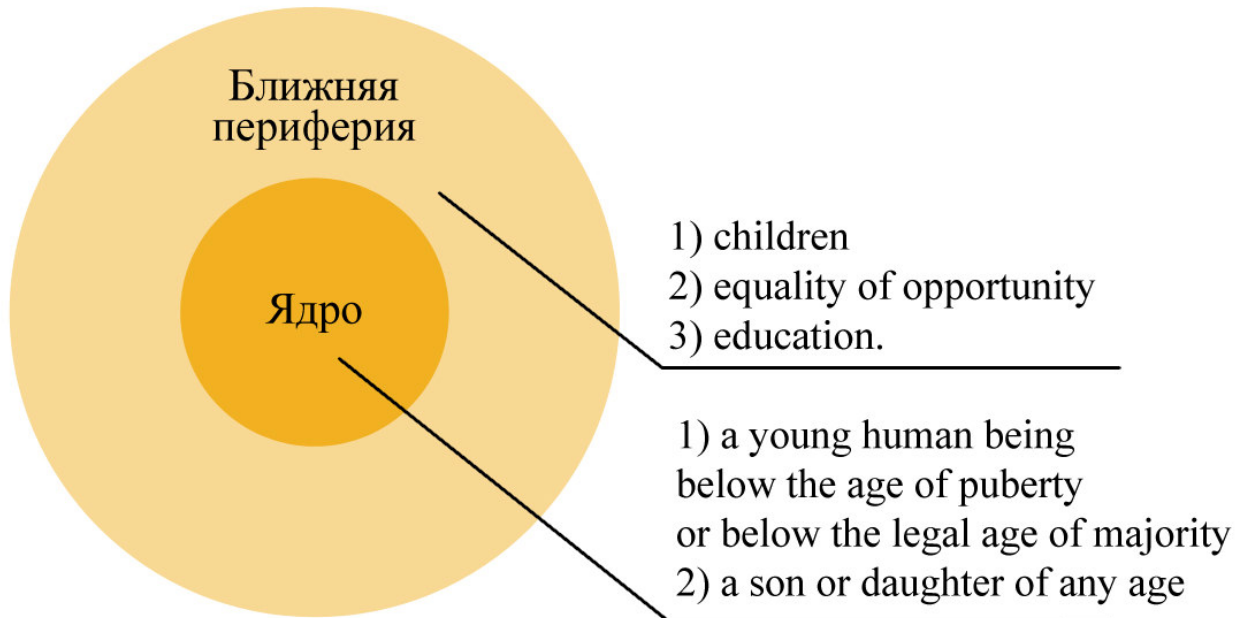 Ближняя
периферия
Ядро
1) children
2) equality of opportunity
3) education.
1) a young human being
below the age of puberty
or below the legal age of majority
2) a son or daughter of any age